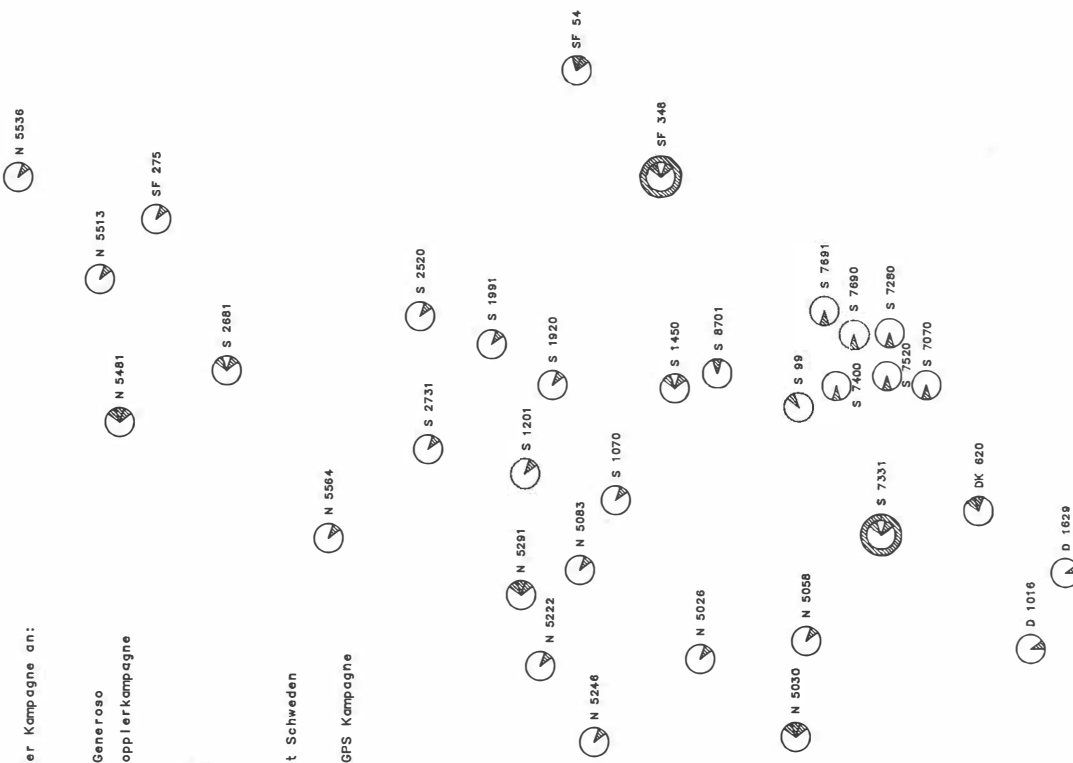 er Kampagne an:
Generoso
opplerkampagne
t Schweden
GPS Kampagne
N 5536
N 5513
N 5481
SF 275
S 2681
N 5564
S 2520
S 2731
S 1991
N 5291
S 1201
N 5222
S 1920
SF 54
N 5083
N 5246
S 1070
SF 348
S 1450
N 5026
S 8701
N 5030
S 99
N 5058
S 7691
S 7690
S 7400
S 7331
S 7280
S 7520
S 7070
DK 620
D 1016
D 1629